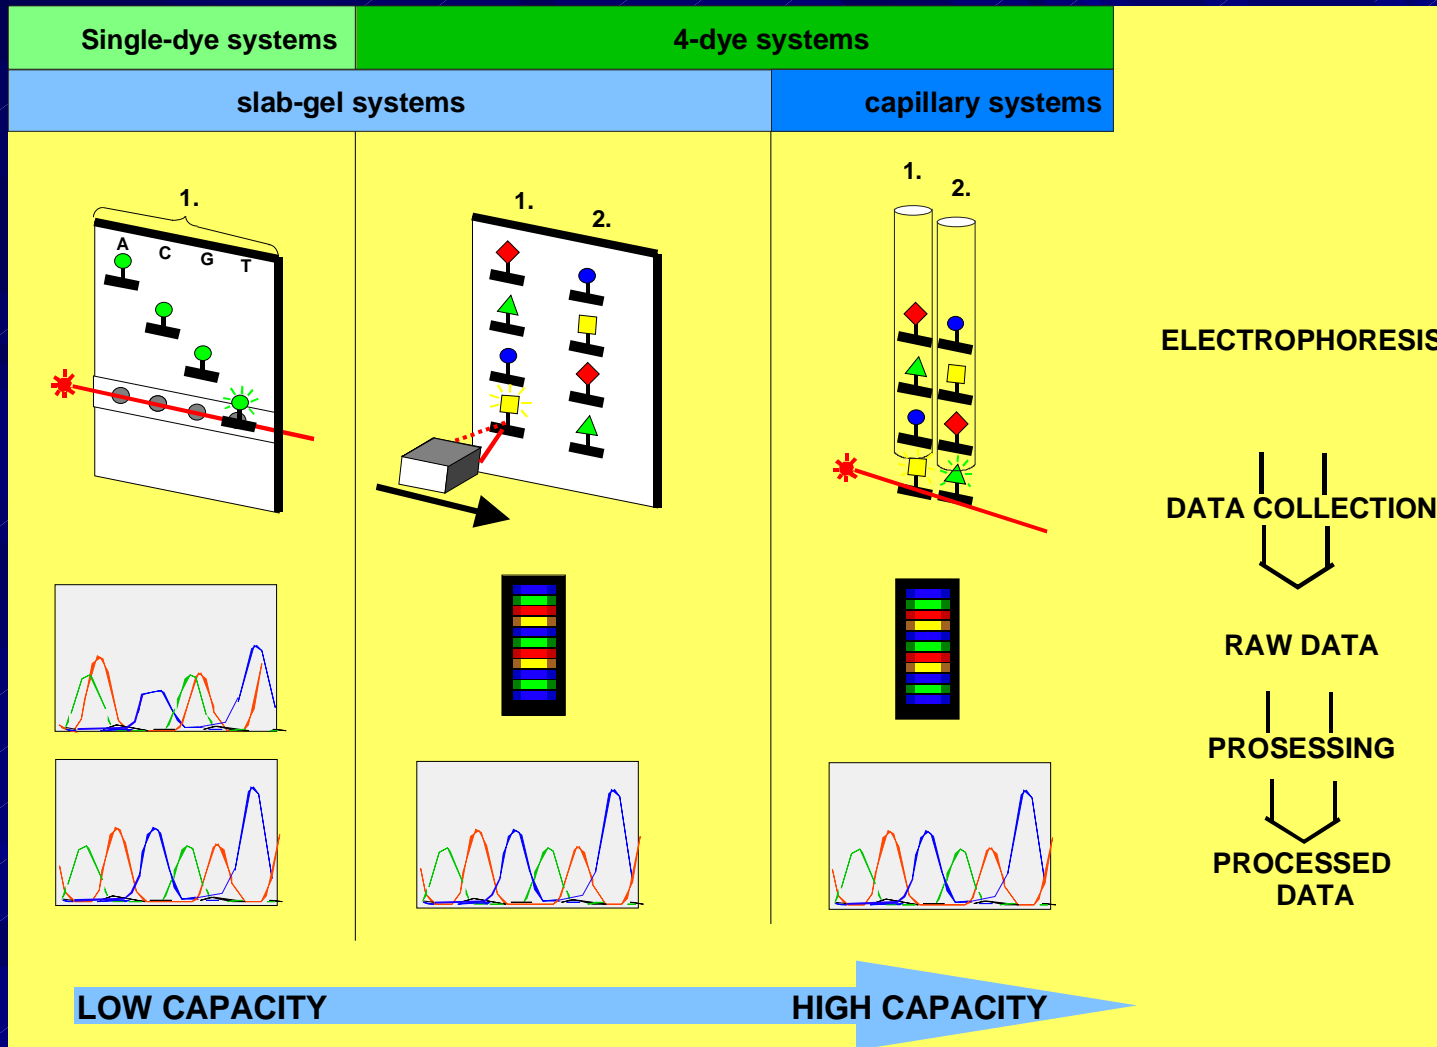 Single-dye systems
4-dye systems
slab-gel systems
capillary systems
1.
A C G T
1.
2.
1.
2.
ELECTROPHORESIS
DATA COLLECTION
RAW DATA
PROSESSING
PROCESSED
DATA
LOW CAPACITY
HIGH CAPACITY